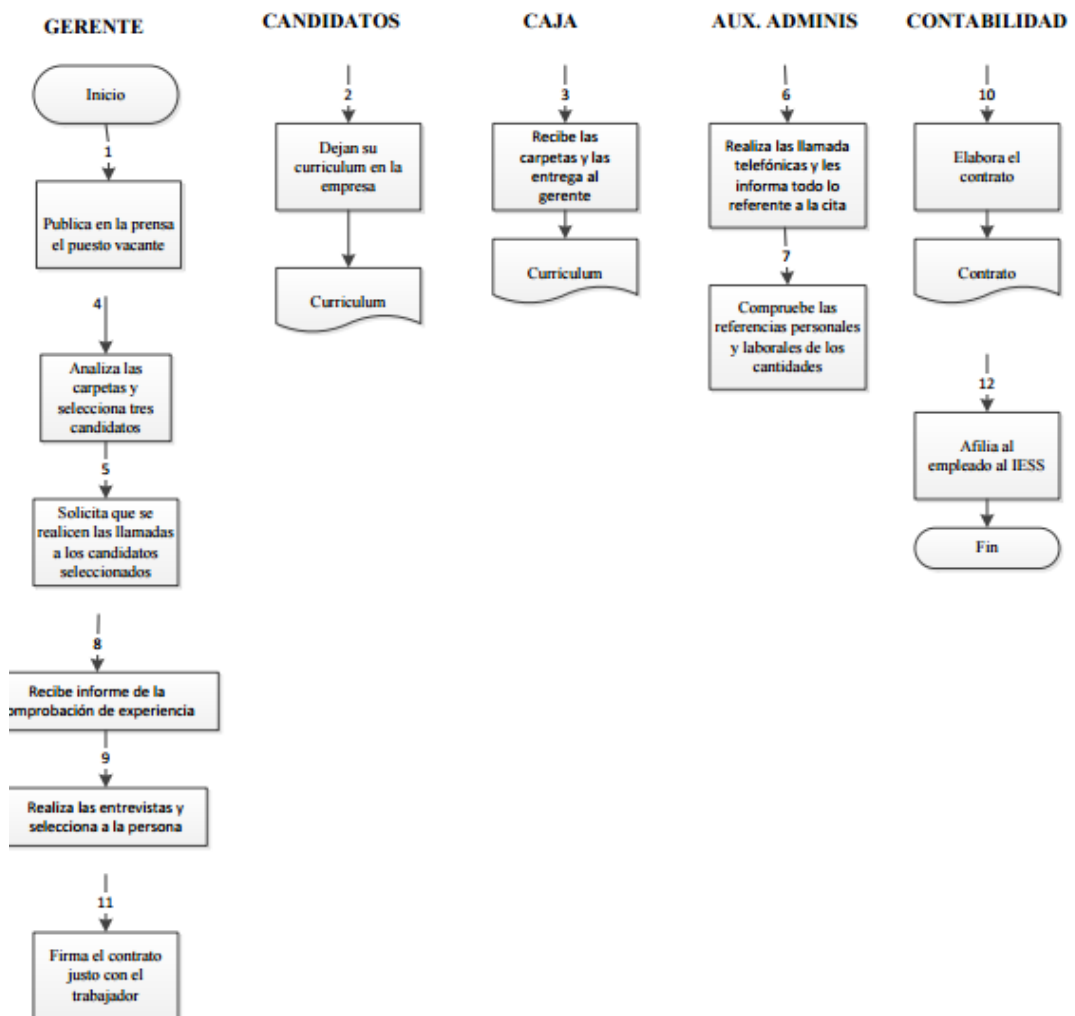 GERENTE
Inicio
1
Publica en la prensa
el puesto vacante
4
Analiza las
carpetas y
selecciona tres
candidatos
5
Solicita que se
realicen las llamadas
a los candidatos
seleccionados
8
Recibe informe de la
omprobación de experiencia
9
Realiza las entrevistas y
selecciona a la persona
11
Firma el contrato
justo con el
trabajador
CANDIDATOS
2
Dejan su
curriculum en la
empresa
Curriculum
CAJA
3
Recibe las
carpetas y las
entrega al
gerente
Curriculum
AUX. ADMINIS
6
Realiza las llamada
telefónicas y les
informa todo lo
referente a la cita
7
Compruebe las
referencias personales
y laborales de los
cantidades
CONTABILIDAD
10
Elabora el
contrato
Contrato
12
Afilia al
empleado al IESS
Fin